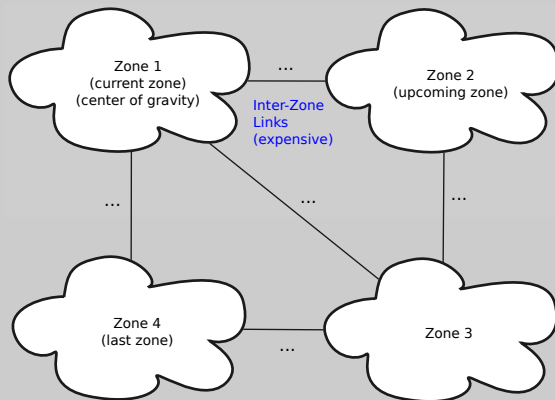 Zone 1
(current zone)
(center of gravity)
...
Zone 2
(upcoming zone)
Inter-Zone
Links
(expensive)
...
...
...
Zone 4
(last zone)
...
Zone 3